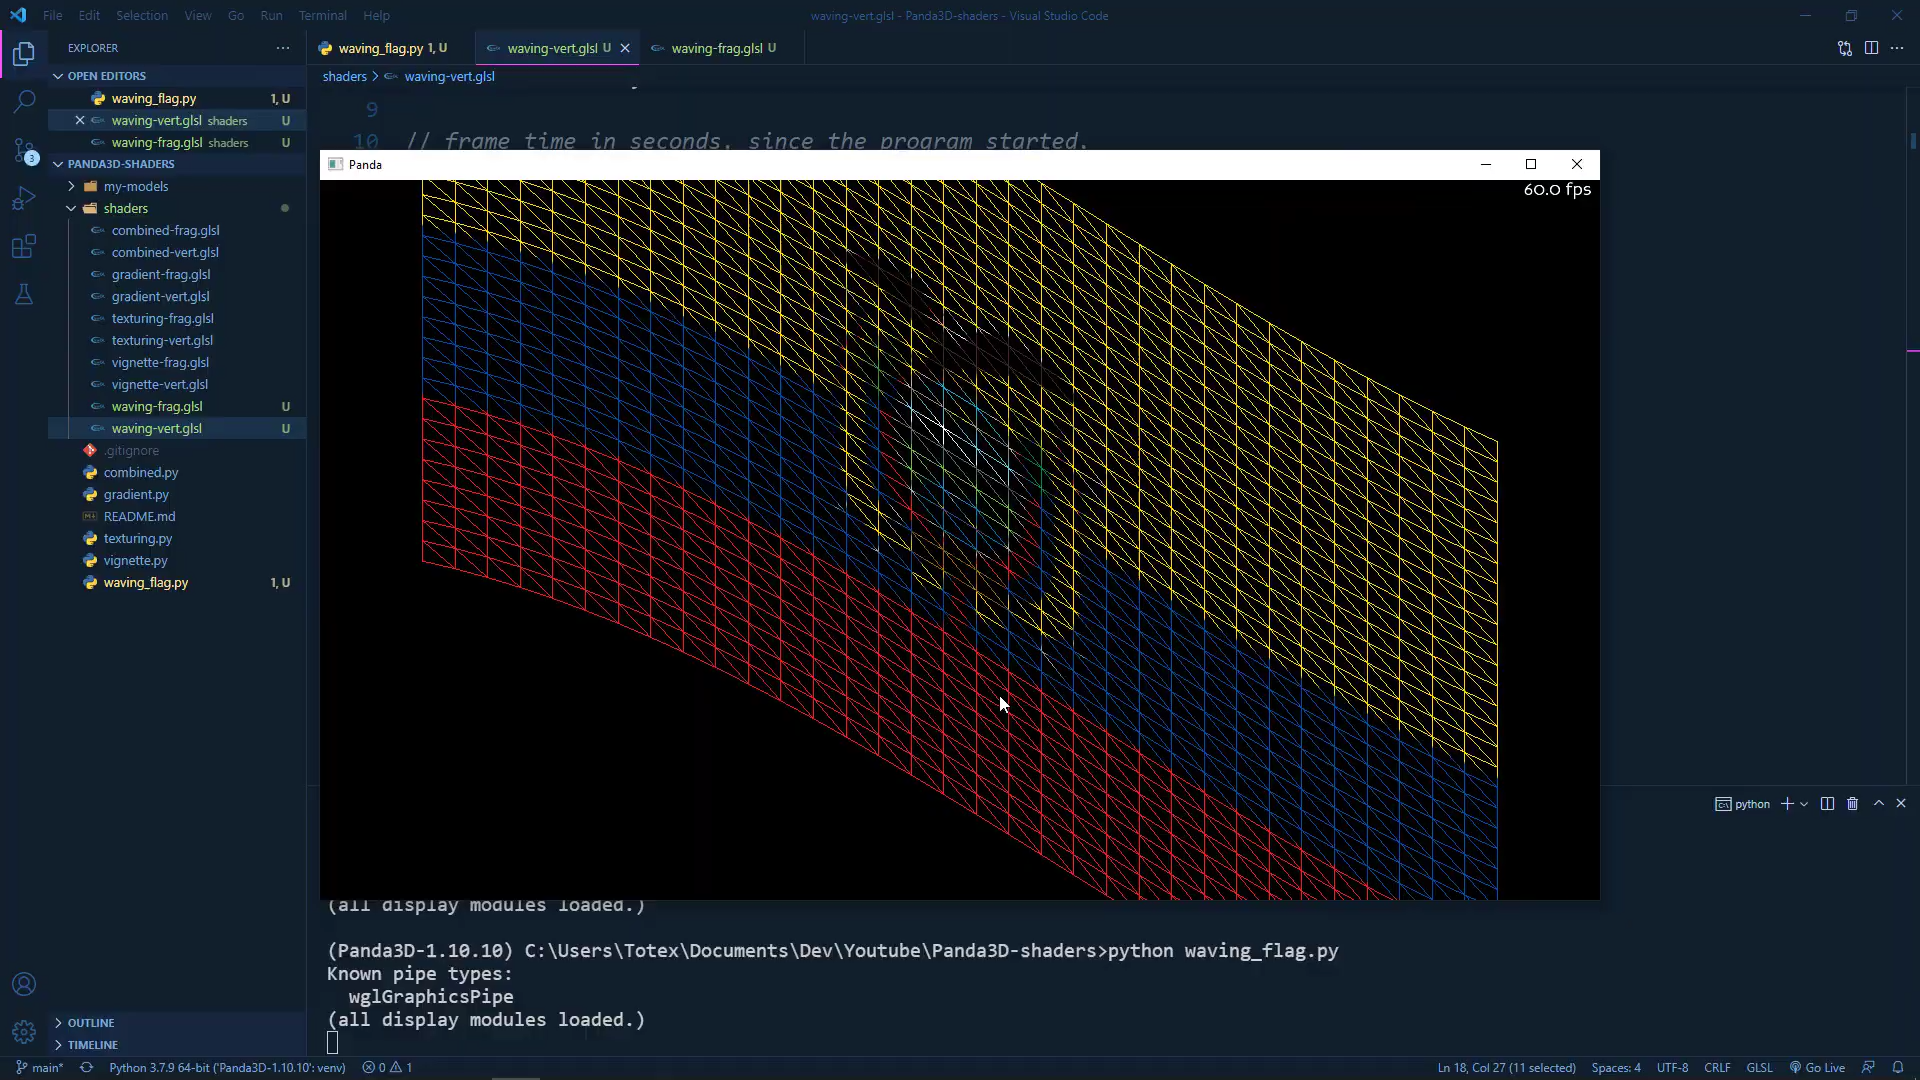 File Edit Selection View Go Run Terminal Help
waving-vert.glsl - Panda3D-shaders - Visual Studio Code
EXPLORER
OPEN EDITORS
waving_flag.py 1, U
waving-vert.glsl shaders U
waving-frag.glsl shaders U
PANDA3D-SHADERS
my-models
shaders
combined-frag.glsl
combined-vert.glsl
gradient-frag.glsl
gradient-vert.glsl
texturing-frag.glsl
texturing-vert.glsl
vignette-frag.glsl
vignette-vert.glsl
waving-frag.glsl U
waving-vert.glsl U
.gitignore
combined.py
gradient.py
README.md
texturing.py
vignette.py
waving_flag.py 1, U
OUTLINE
TIMELINE
3
waving_flag.py 1, U
waving-vert.glsl U
waving-frag.glsl U
shaders > waving-vert.glsl
9
10 // frame time in seconds, since the program started.
Panda
60.0 fps
python
(all display modules loaded.)
(Panda3D-1.10.10) C:\Users\Totex\Documents\Dev\Youtube\Panda3D-shaders>python waving_flag.py
Known pipe types:
wglGraphicsPipe
(all display modules loaded.)
main* Python 3.7.9 64-bit ('Panda3D-1.10.10': venv) 0 1
Ln 18, Col 27 (11 selected) Spaces: 4 UTF-8 CRLF GLSL Go Live